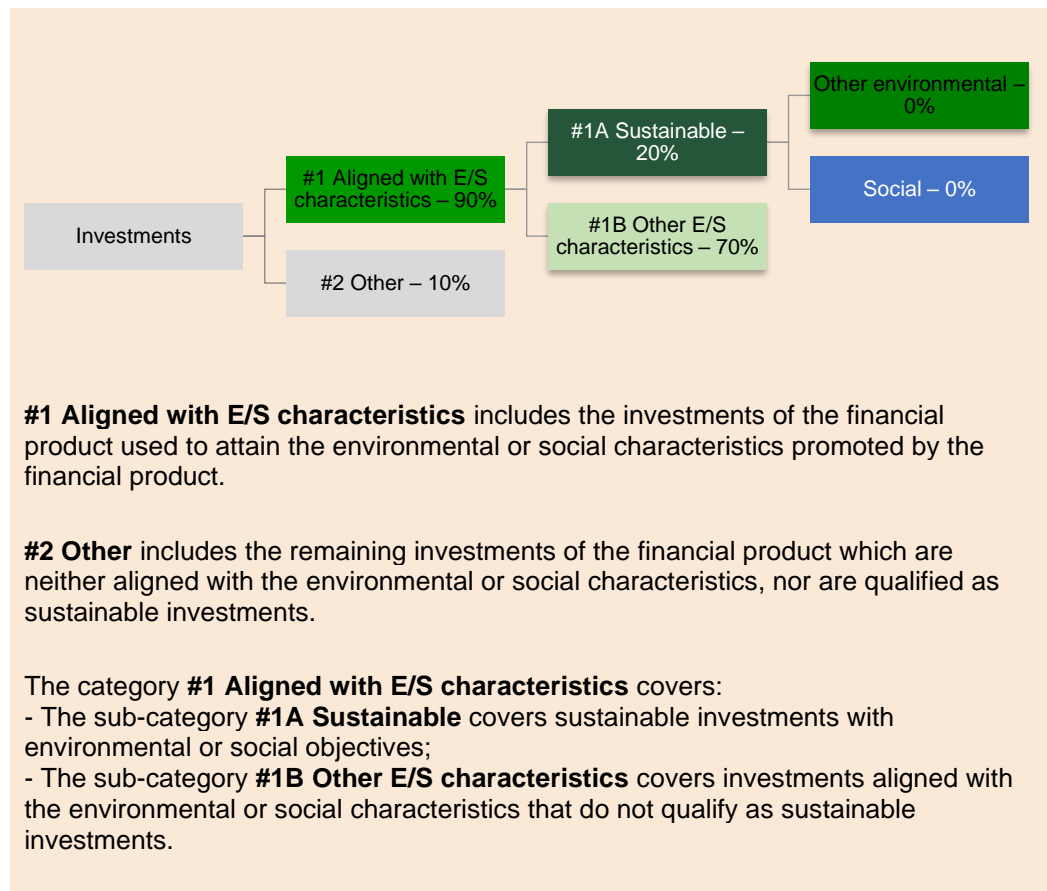 Other environmental –
0%
#1A Sustainable –
20%
#1 Aligned with E/S
characteristics – 90%
Social – 0%
Investments
#1B Other E/S
characteristics – 70%
#2 Other – 10%
#1 Aligned with E/S characteristics includes the investments of the financial
product used to attain the environmental or social characteristics promoted by the
financial product.
#2 Other includes the remaining investments of the financial product which are
neither aligned with the environmental or social characteristics, nor are qualified as
sustainable investments.
The category #1 Aligned with E/S characteristics covers:
- The sub-category #1A Sustainable covers sustainable investments with
environmental or social objectives;
- The sub-category #1B Other E/S characteristics covers investments aligned with
the environmental or social characteristics that do not qualify as sustainable
investments.